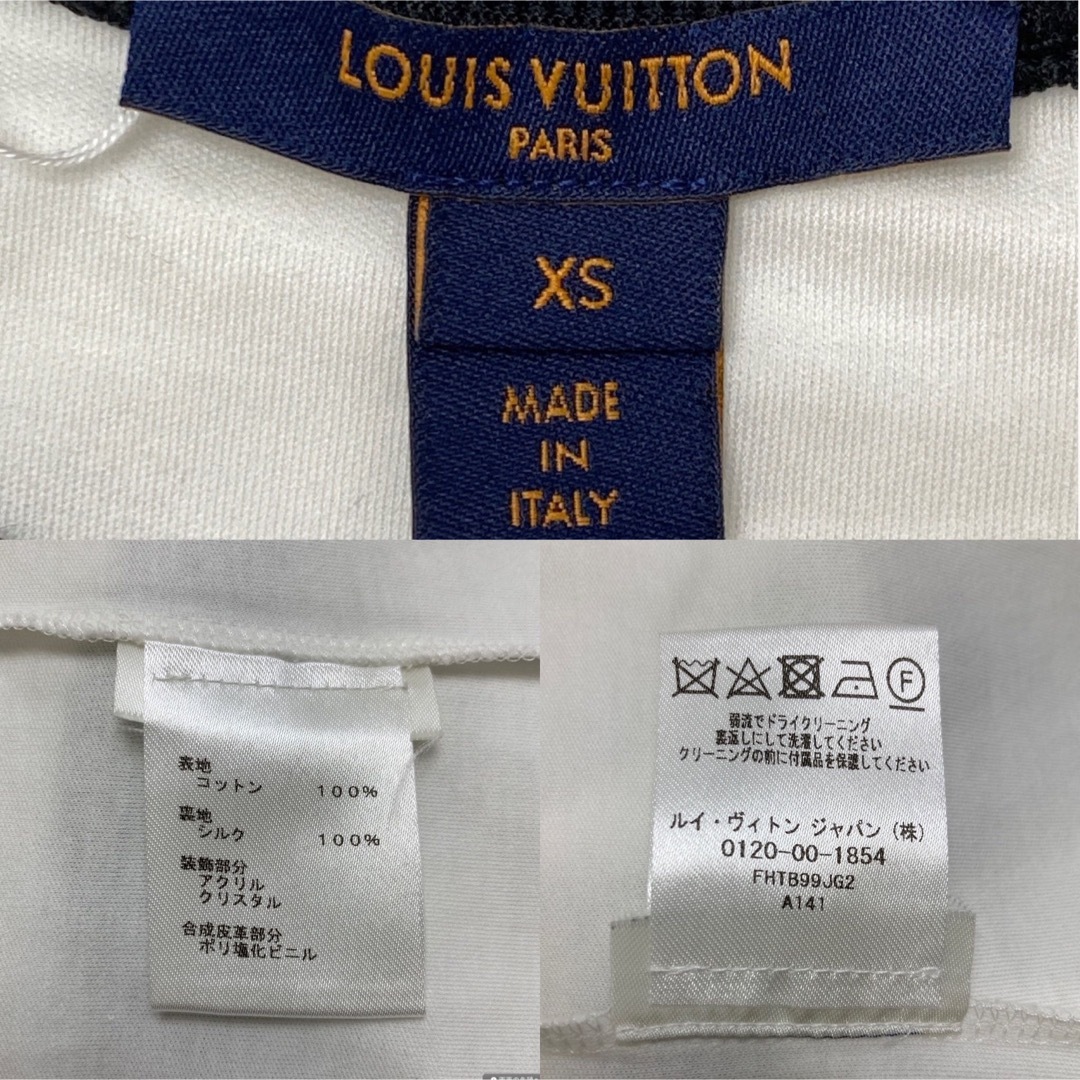 LOUIS VUITTON
PARIS
XS
MADE
IN
ITALY
表地
コットン 100%
裏地
シルク 100%
装飾部分
アクリル
クリスタル
合成皮革部分
ポリ塩化ビニル
F
弱流でドライクリーニング
裏返しにして洗濯してください
クリーニングの前に付属品を保護してください
ルイ・ヴィトン ジャパン (株)
0120-00-1854
FHTB99JG2
A141